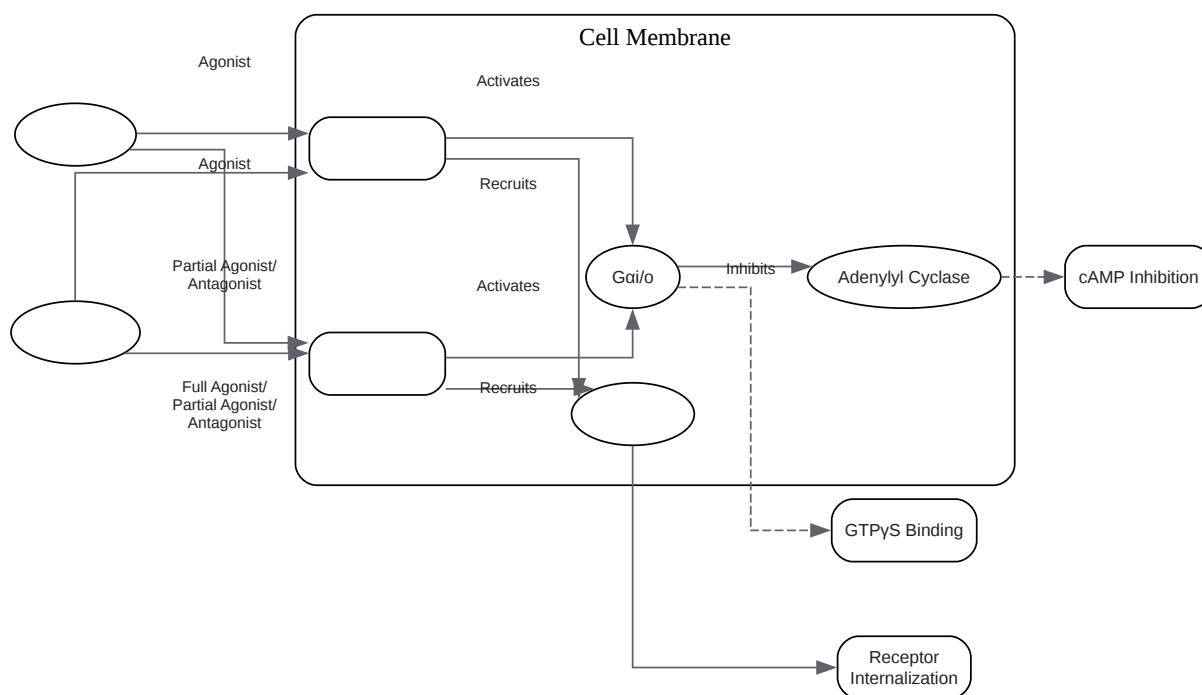 Cell Membrane
Agonist
Activates
Agonist
Recruits
Partial Agonist/
Antagonist
Activates
Gαi/o
Inhibits
Adenylyl Cyclase
cAMP Inhibition
Full Agonist/
Partial Agonist/
Antagonist
Recruits
GTPγS Binding
Receptor
Internalization